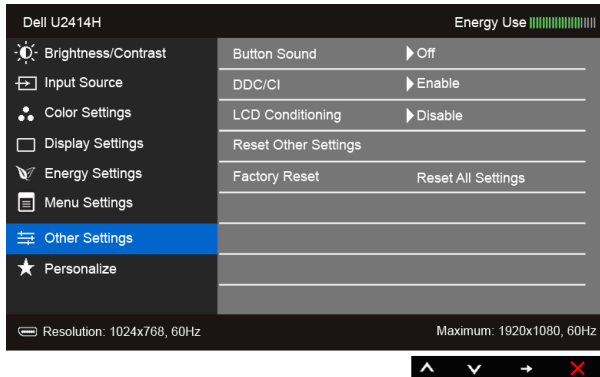 Dell U2414H Energy Use
Brightness/Contrast Button Sound Off
Input Source DDC/CI Enable
Color Settings LCD Conditioning Disable
Display Settings Reset Other Settings
Energy Settings Factory Reset Reset All Settings
Menu Settings
Other Settings
Personalize
Resolution: 1024x768, 60Hz Maximum: 1920x1080, 60Hz